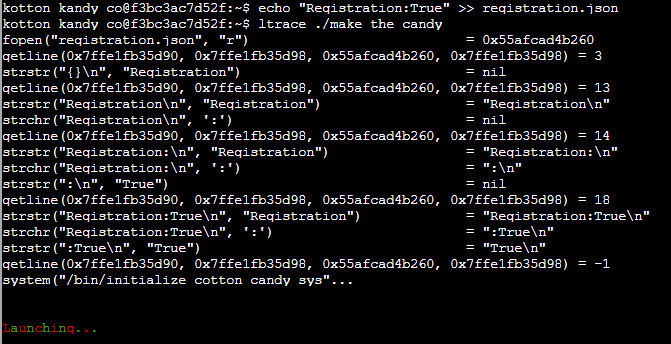 kotton kandy co@f3bc3ac7d52f:~$ echo "Registration:True" >> registration.json
kotton kandy co@f3bc3ac7d52f:~$ ltrace ./make the candy
fopen("registration.json", "r") = 0x55afcad4b260
getline(0x7ffe1fb35d90, 0x7ffe1fb35d98, 0x55afcad4b260, 0x7ffe1fb35d98) = 3
strstr("{}\n", "Registration") = nil
getline(0x7ffe1fb35d90, 0x7ffe1fb35d98, 0x55afcad4b260, 0x7ffe1fb35d98) = 13
strstr("Registration\n", "Registration") = "Registration\n"
strchr("Registration\n", ':') = nil
getline(0x7ffe1fb35d90, 0x7ffe1fb35d98, 0x55afcad4b260, 0x7ffe1fb35d98) = 14
strstr("Registration:\n", "Registration") = "Registration:\n"
strchr("Registration:\n", ':') = ":\n"
strstr(":\n", "True") = nil
getline(0x7ffe1fb35d90, 0x7ffe1fb35d98, 0x55afcad4b260, 0x7ffe1fb35d98) = 18
strstr("Registration:True\n", "Registration") = "Registration:True\n"
strchr("Registration:True\n", ':') = ":True\n"
strstr(":True\n", "True") = "True\n"
getline(0x7ffe1fb35d90, 0x7ffe1fb35d98, 0x55afcad4b260, 0x7ffe1fb35d98) = -1
system("/bin/initialize cotton candy sys"...
Launching...